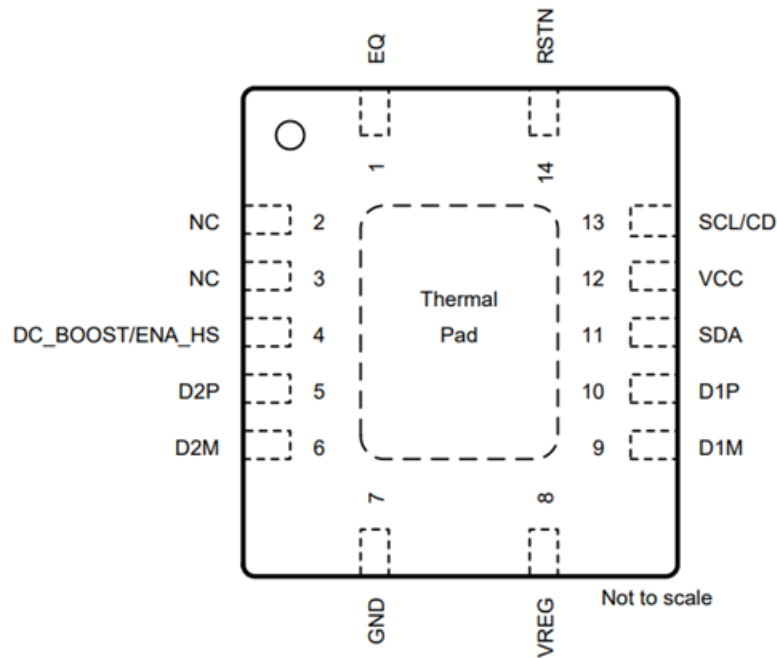 EQ
RSTN
1
14
NC 2
13 SCL/CD
NC 3
12 VCC
Thermal
Pad
DC_BOOST/ENA_HS 4
11 SDA
D2P 5
10 D1P
D2M 6
9 D1M
7
8
GND
VREG
Not to scale